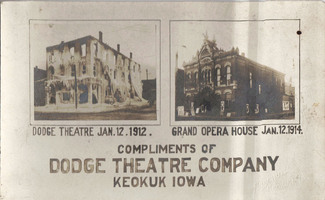 DODGE THEATRE JAN. 12. 1912.
GRAND OPERA HOUSE JAN. 12. 1914.
COMPLIMENTS OF
DODGE THEATRE COMPANY
KEOKUK IOWA